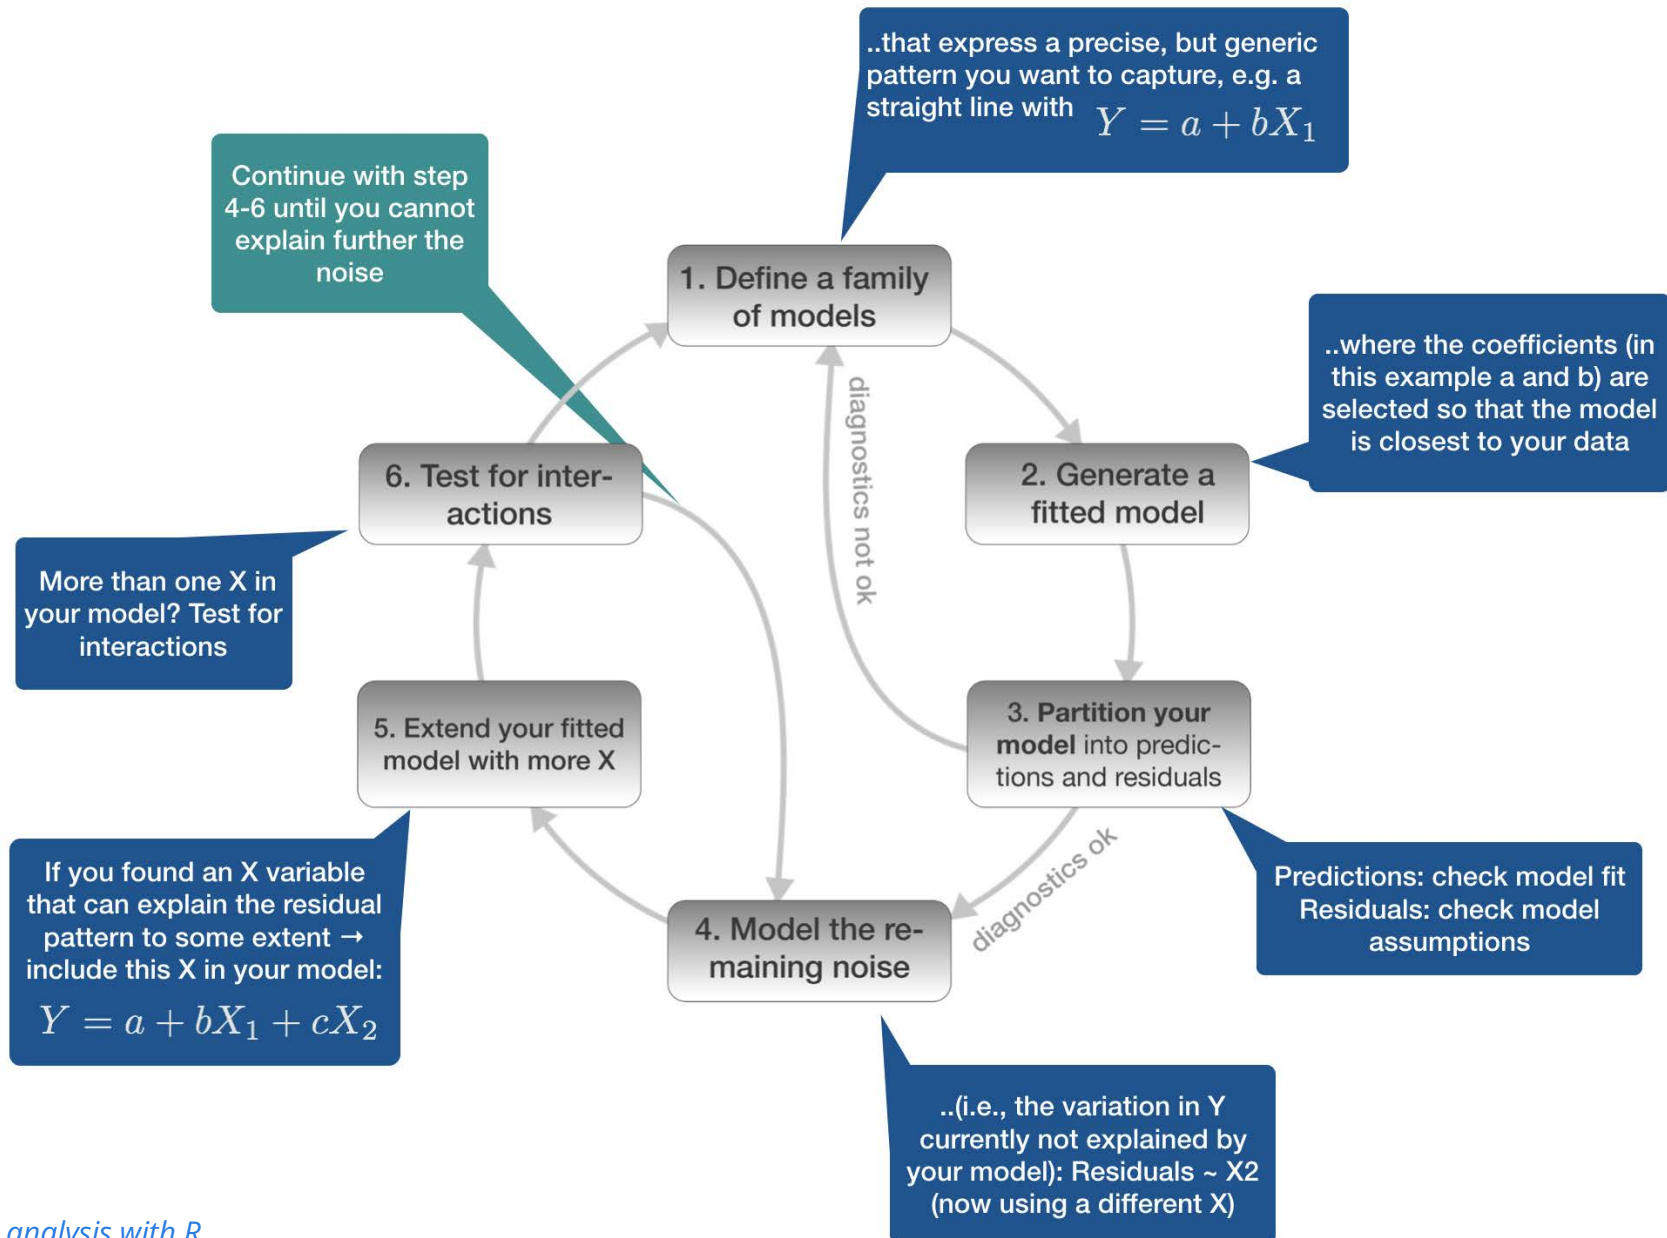 ..that express a precise, but generic
pattern you want to capture, e.g. a
straight line with Y = a + bX₁
Continue with step
4-6 until you cannot
explain further the
noise
1. Define a family
of models
..where the coefficients (in
this example a and b) are
selected so that the model
is closest to your data
diagnostics not ok
6. Test for inter-
actions
2. Generate a
fitted model
More than one X in
your model? Test for
interactions
5. Extend your fitted
model with more X
3. Partition your
model into predic-
tions and residuals
diagnostics ok
If you found an X variable
that can explain the residual
pattern to some extent →
include this X in your model:
Y = a + bX₁ + cX₂
4. Model the re-
maining noise
Predictions: check model fit
Residuals: check model
assumptions
..(i.e., the variation in Y
currently not explained by
your model): Residuals ~ X2
(now using a different X)
analysis with R